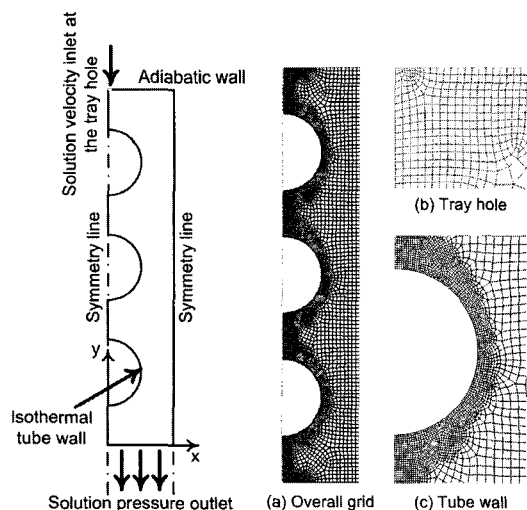 Solution velocity inlet at
the tray hole
Adiabatic wall
Symmetry line
Symmetry line
y
x
Isothermal
tube wall
Solution pressure outlet
(a) Overall grid
(b) Tray hole
(c) Tube wall